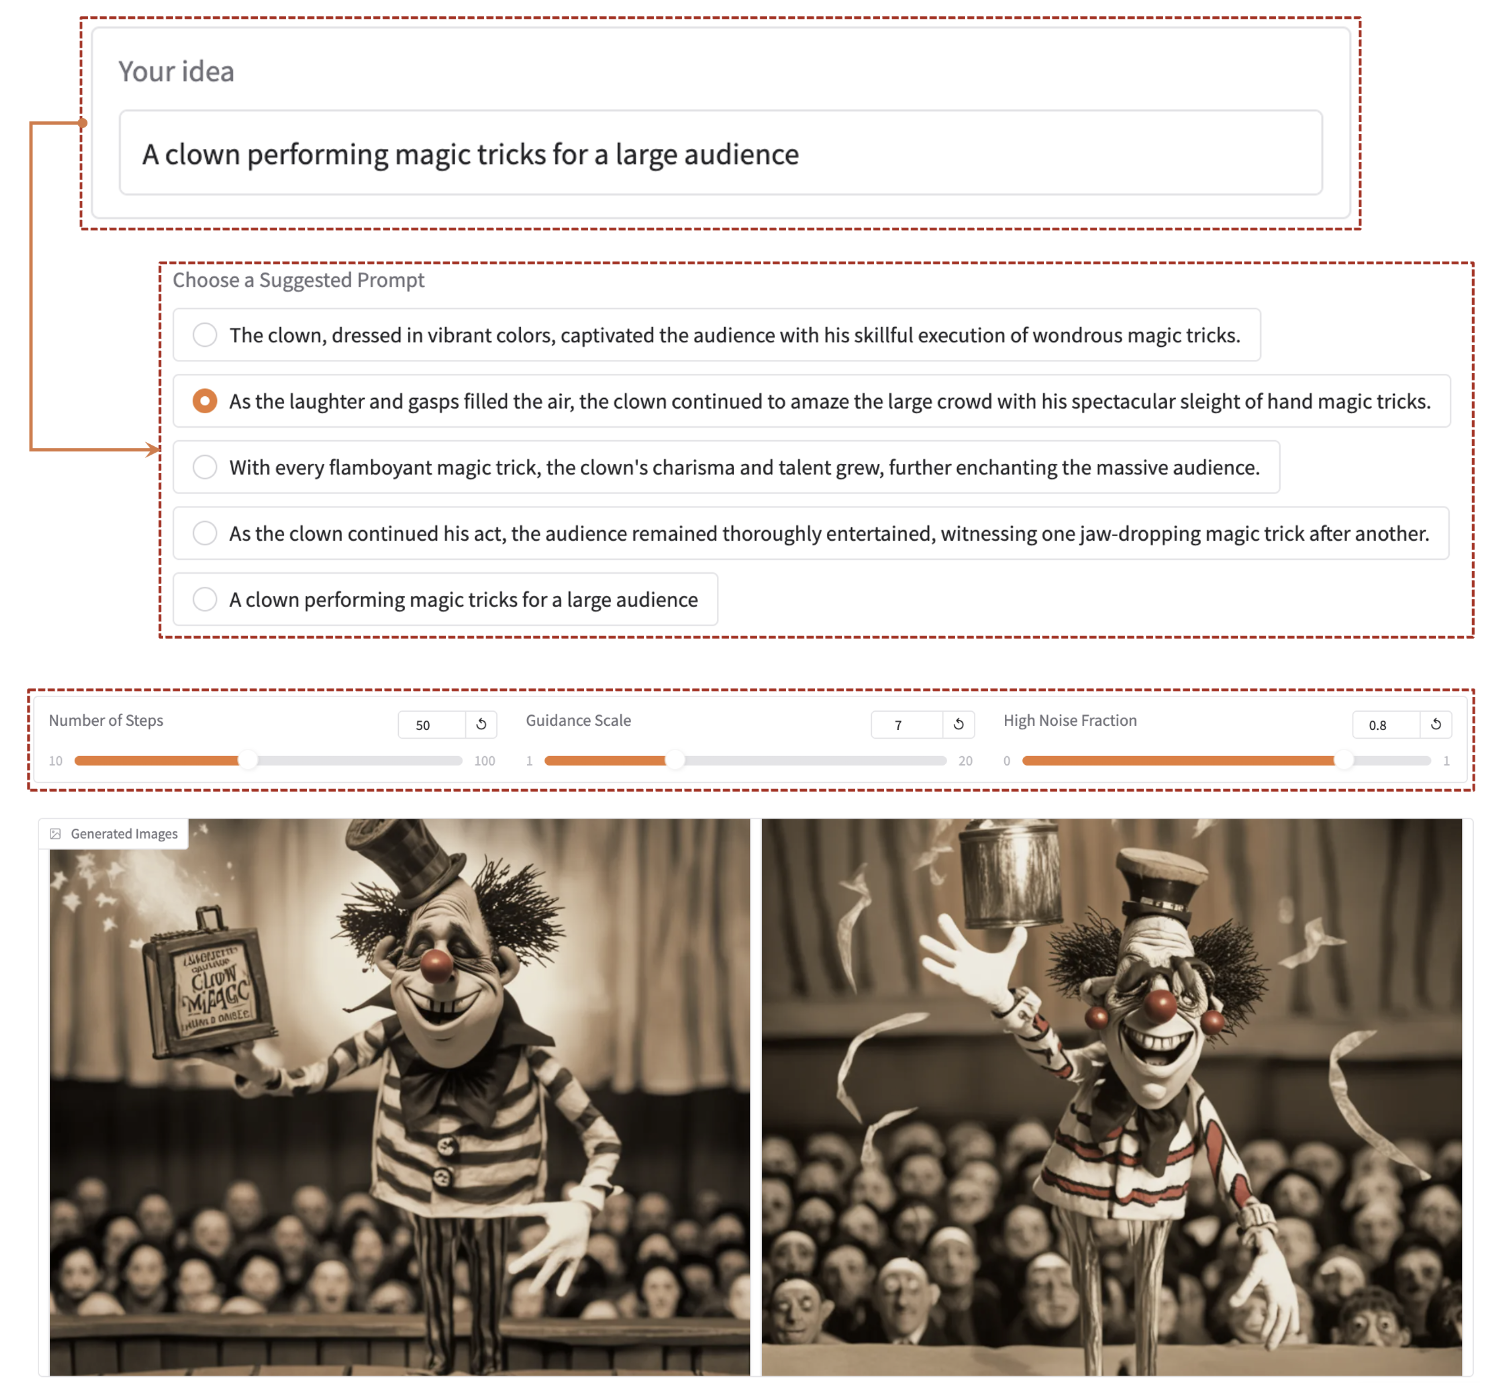 Your idea
A clown performing magic tricks for a large audience
Choose a Suggested Prompt
The clown, dressed in vibrant colors, captivated the audience with his skillful execution of wondrous magic tricks.
As the laughter and gasps filled the air, the clown continued to amaze the large crowd with his spectacular sleight of hand magic tricks.
With every flamboyant magic trick, the clown's charisma and talent grew, further enchanting the massive audience.
As the clown continued his act, the audience remained thoroughly entertained, witnessing one jaw-dropping magic trick after another.
A clown performing magic tricks for a large audience
Number of Steps 50
10 100
Guidance Scale 7
1 20
High Noise Fraction 0.8
0 1
Generated Images
CLOW